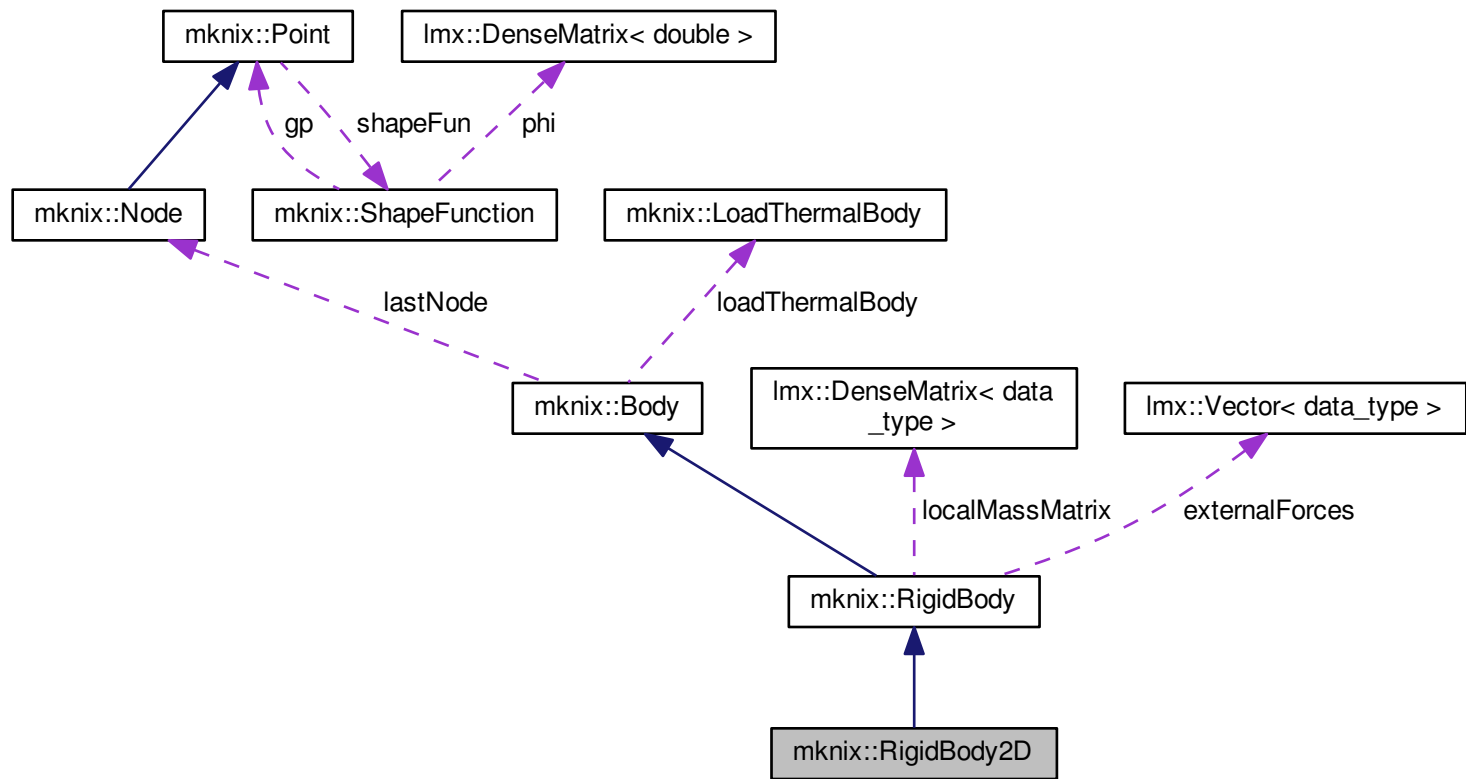 mknix::Point
lmx::DenseMatrix< double >
gp
shapeFun
phi
mknix::Node
mknix::ShapeFunction
mknix::LoadThermalBody
lastNode
loadThermalBody
mknix::Body
lmx::DenseMatrix< data
_type >
lmx::Vector< data_type >
localMassMatrix
externalForces
mknix::RigidBody
mknix::RigidBody2D